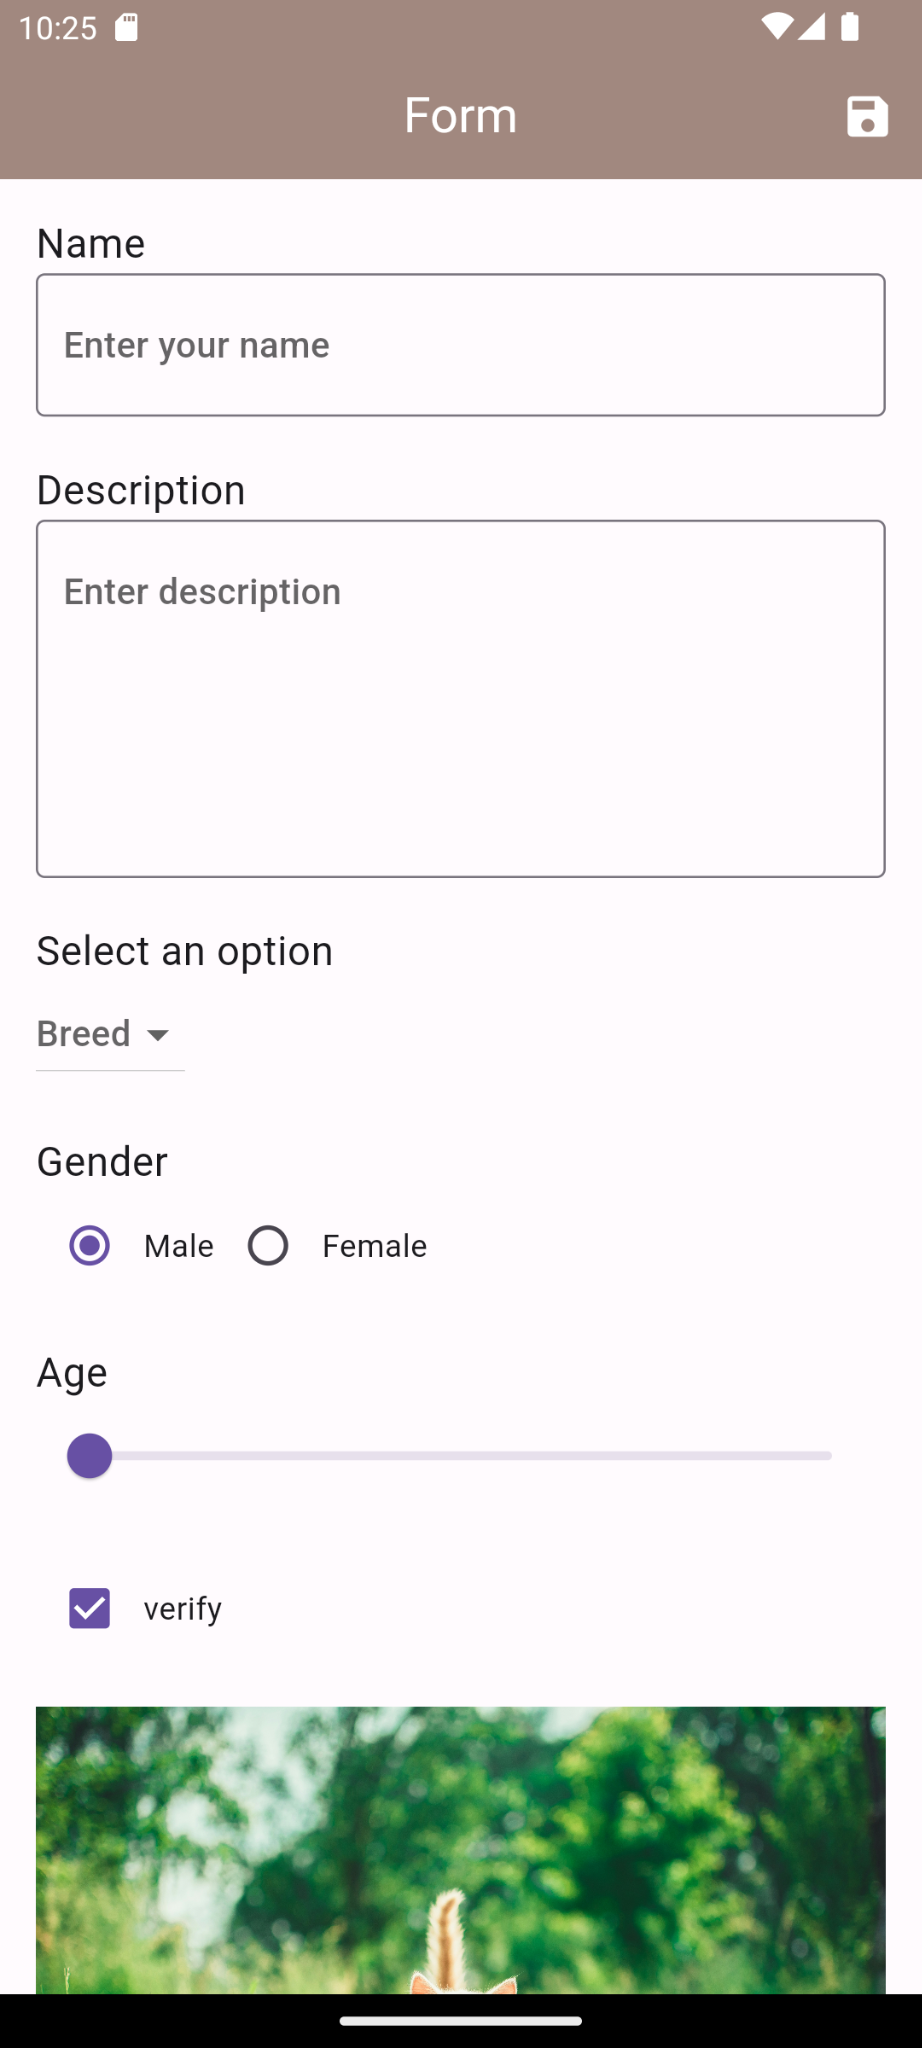 10:25
Form
Name
Enter your name
Description
Enter description
Select an option
Breed
Gender
Male Female
Age
verify